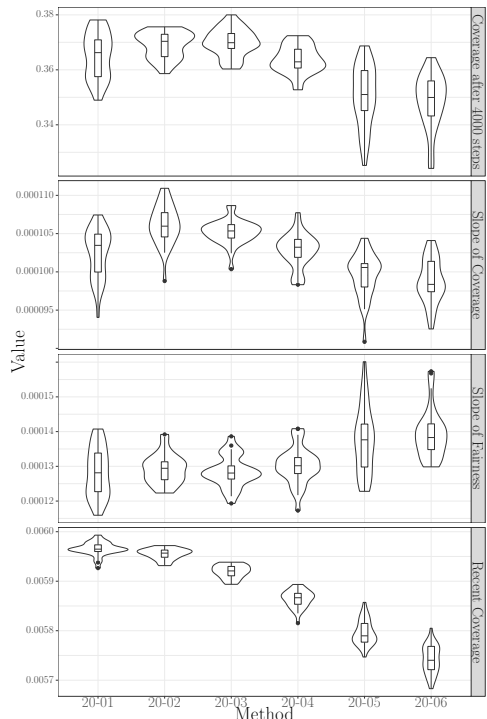 0.38
0.36
0.34
Coverage after 4000 steps
0.000110
0.000105
0.000100
0.000095
Slope of Coverage
Value
0.00015
0.00014
0.00013
0.00012
Slope of Fairness
0.0060
0.0059
0.0058
0.0057
Recent Coverage
20-01 20-02 20-03 20-04 20-05 20-06
Method